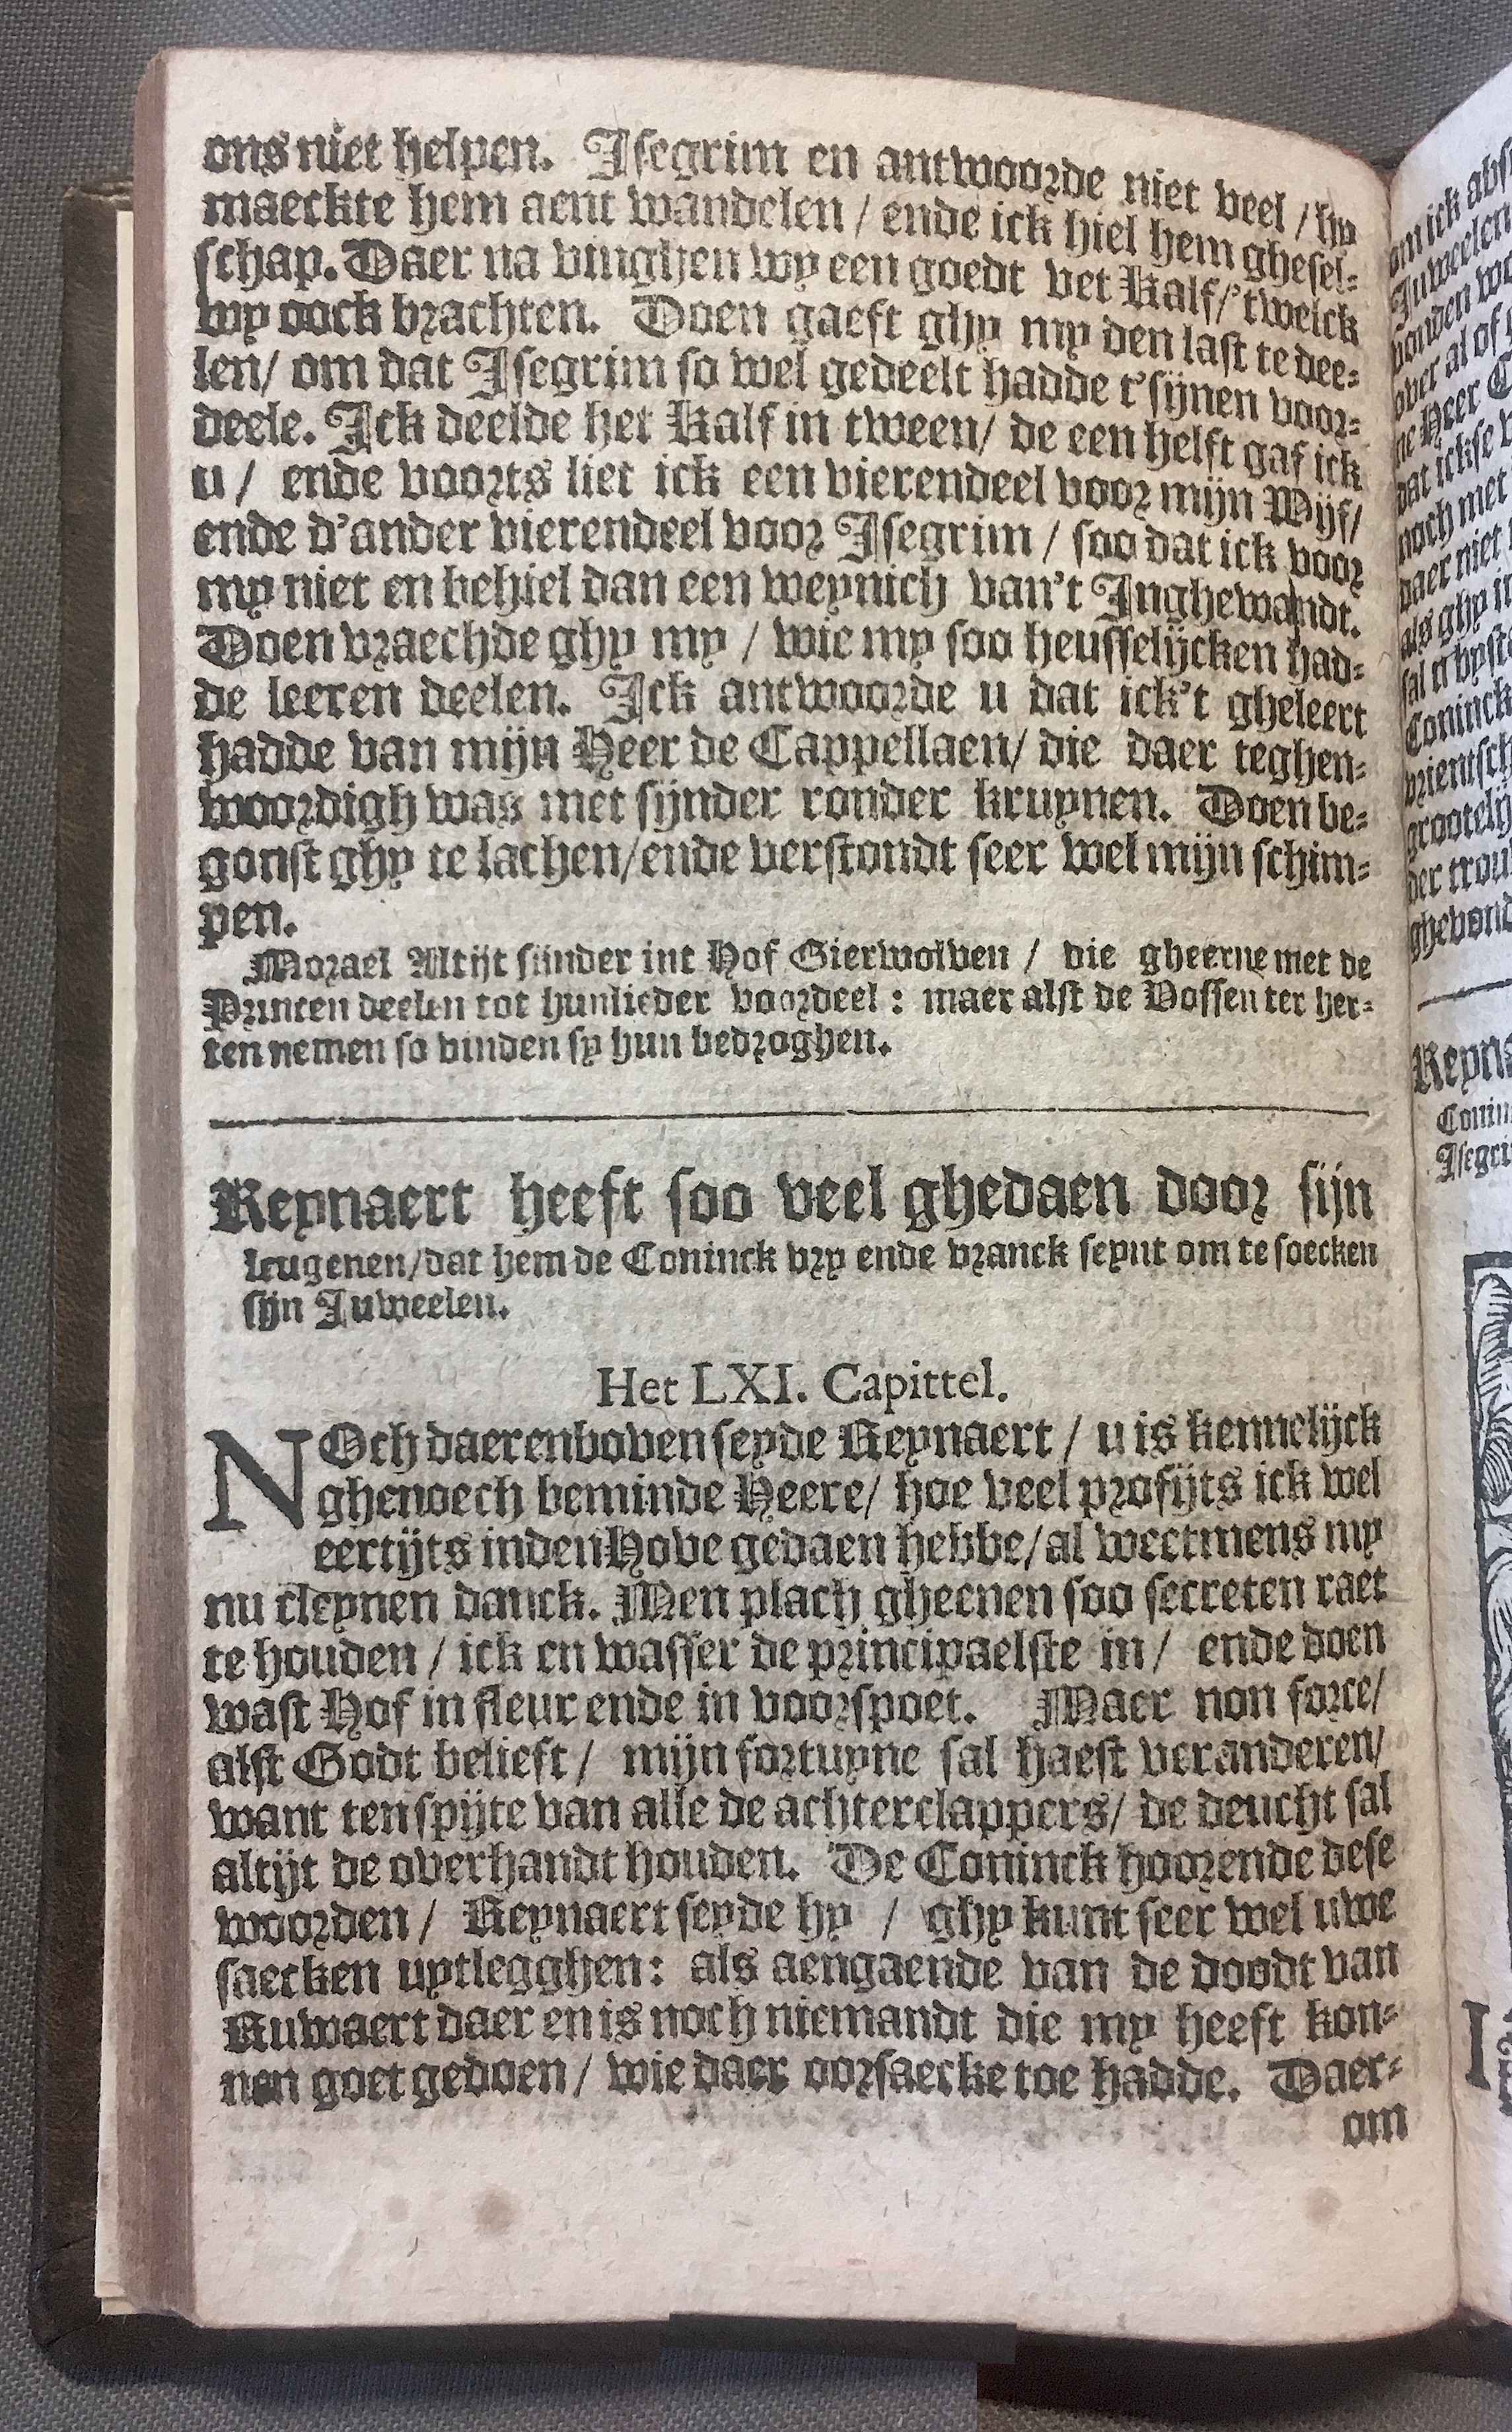 ons niet helpen. Isegrim en antwoorde niet veel / hy
maeckte hem aent wandelen / ende ick hiel hem ghesel-
schap. Daer na vinghen wy een goedt vet Kalf/ 'twelck
wy oock brachten. Doen gaeft ghy my den last te dee-
len/ om dat Isegrim so wel gedeelt hadde t'sijnen voor-
deele. Ick deelde het Kalf in tween/ de een helft gaf ick
u / ende voorts liet ick een vierendeel voor mijn Wijf/
ende d'ander vierendeel voor Isegrim / soo dat ick voor
my niet en behiel dan een weynich van't Inghewandt.
Doen vraechde ghy my / wie my soo heusselijcken had-
de leeren deelen. Ick antwoorde u dat ick't gheleert
hadde van mijn Heer de Cappellaen/ die daer teghen-
woordigh was met sijnder ronder kruynen. Doen be-
gonst ghy te lachen/ende verstondt seer wel mijn schim-
pen.
Morael Altijt sijnder int Hof Gierwolven / die gheerne met de
Princen deelen tot hunlieder voordeel : maer alst de Vossen ter her-
ten nemen so vinden sy hun bedroghen.
Reynaert heeft soo veel ghedaen door sijn
leugenen/dat hem de Coninck vry ende vranck seynt om te soecken
sijn Juweelen.
Het LXI. Capittel.
NOch daerenboven seyde Reynaert / u is kennelijck
ghenoech beminde Heere/ hoe veel profijts ick wel
eertijts inden Hove gedaen hebbe/al weetmens my
nu cleynen danck. Men plach gheenen soo secreten raet
te houden / ick en wasser de principaelste in / ende doen
wast Hof in fleur ende in voorspoet. Maer non force/
alst Godt belieft / mijn fortuyne sal haest veranderen/
want ten spijte van alle de achterclappers/ de deucht sal
altijt de overhandt houden. De Coninck hoorende dese
woorden / Reynaert seyde hy / ghy kunt seer wel uwe
saecken uytlegghen: als aengaende van de doodt van
Kuwaert daer en is noch niemandt die my heeft kon-
nen goet gedoen / wie daer oorsaecke toe hadde. Daer-
om